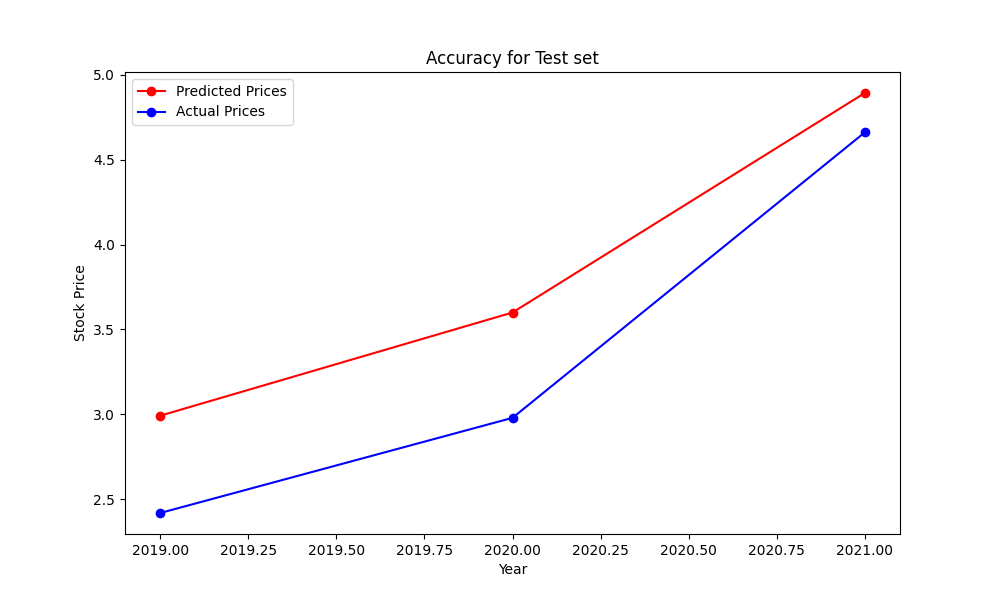 Accuracy for Test set
Predicted Prices
Actual Prices
5.0
4.5
4.0
3.5
3.0
2.5
Stock Price
2019.00 2019.25 2019.50 2019.75 2020.00 2020.25 2020.50 2020.75 2021.00
Year